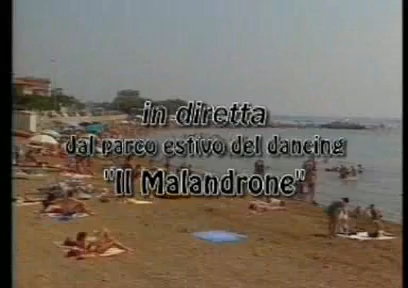 in diretta
dal parco estivo del dancing
"Il Malandrone"